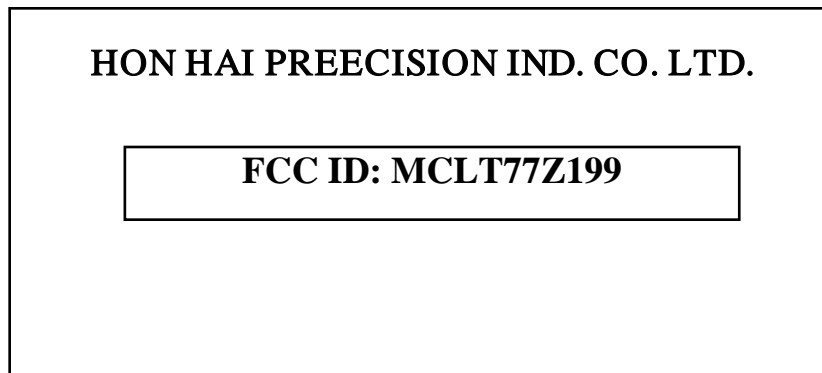 HON HAI PREECISION IND. CO. LTD.
FCC ID: MCLT77Z199